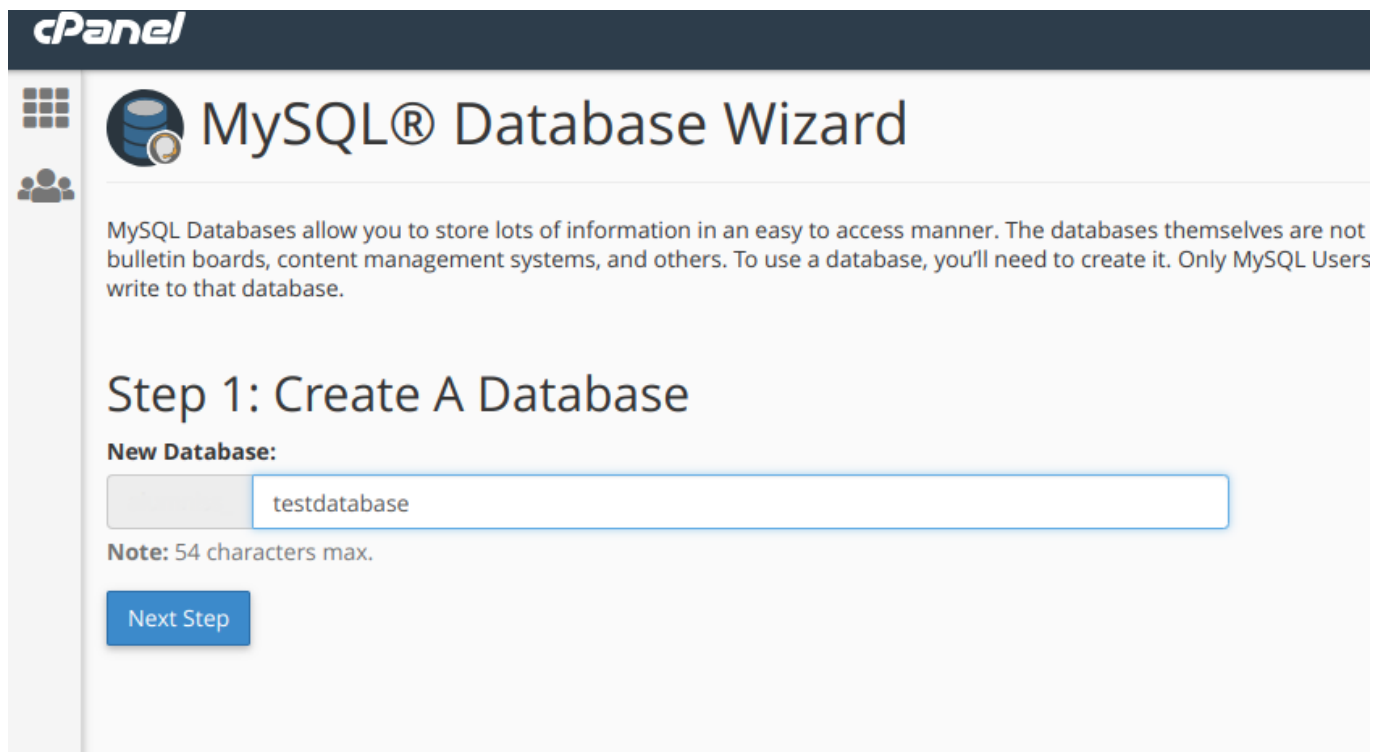 cPanel
MySQL® Database Wizard
MySQL Databases allow you to store lots of information in an easy to access manner. The databases themselves are not
bulletin boards, content management systems, and others. To use a database, you’ll need to create it. Only MySQL Users
write to that database.
Step 1: Create A Database
New Database:
testdatabase
Note: 54 characters max.
Next Step